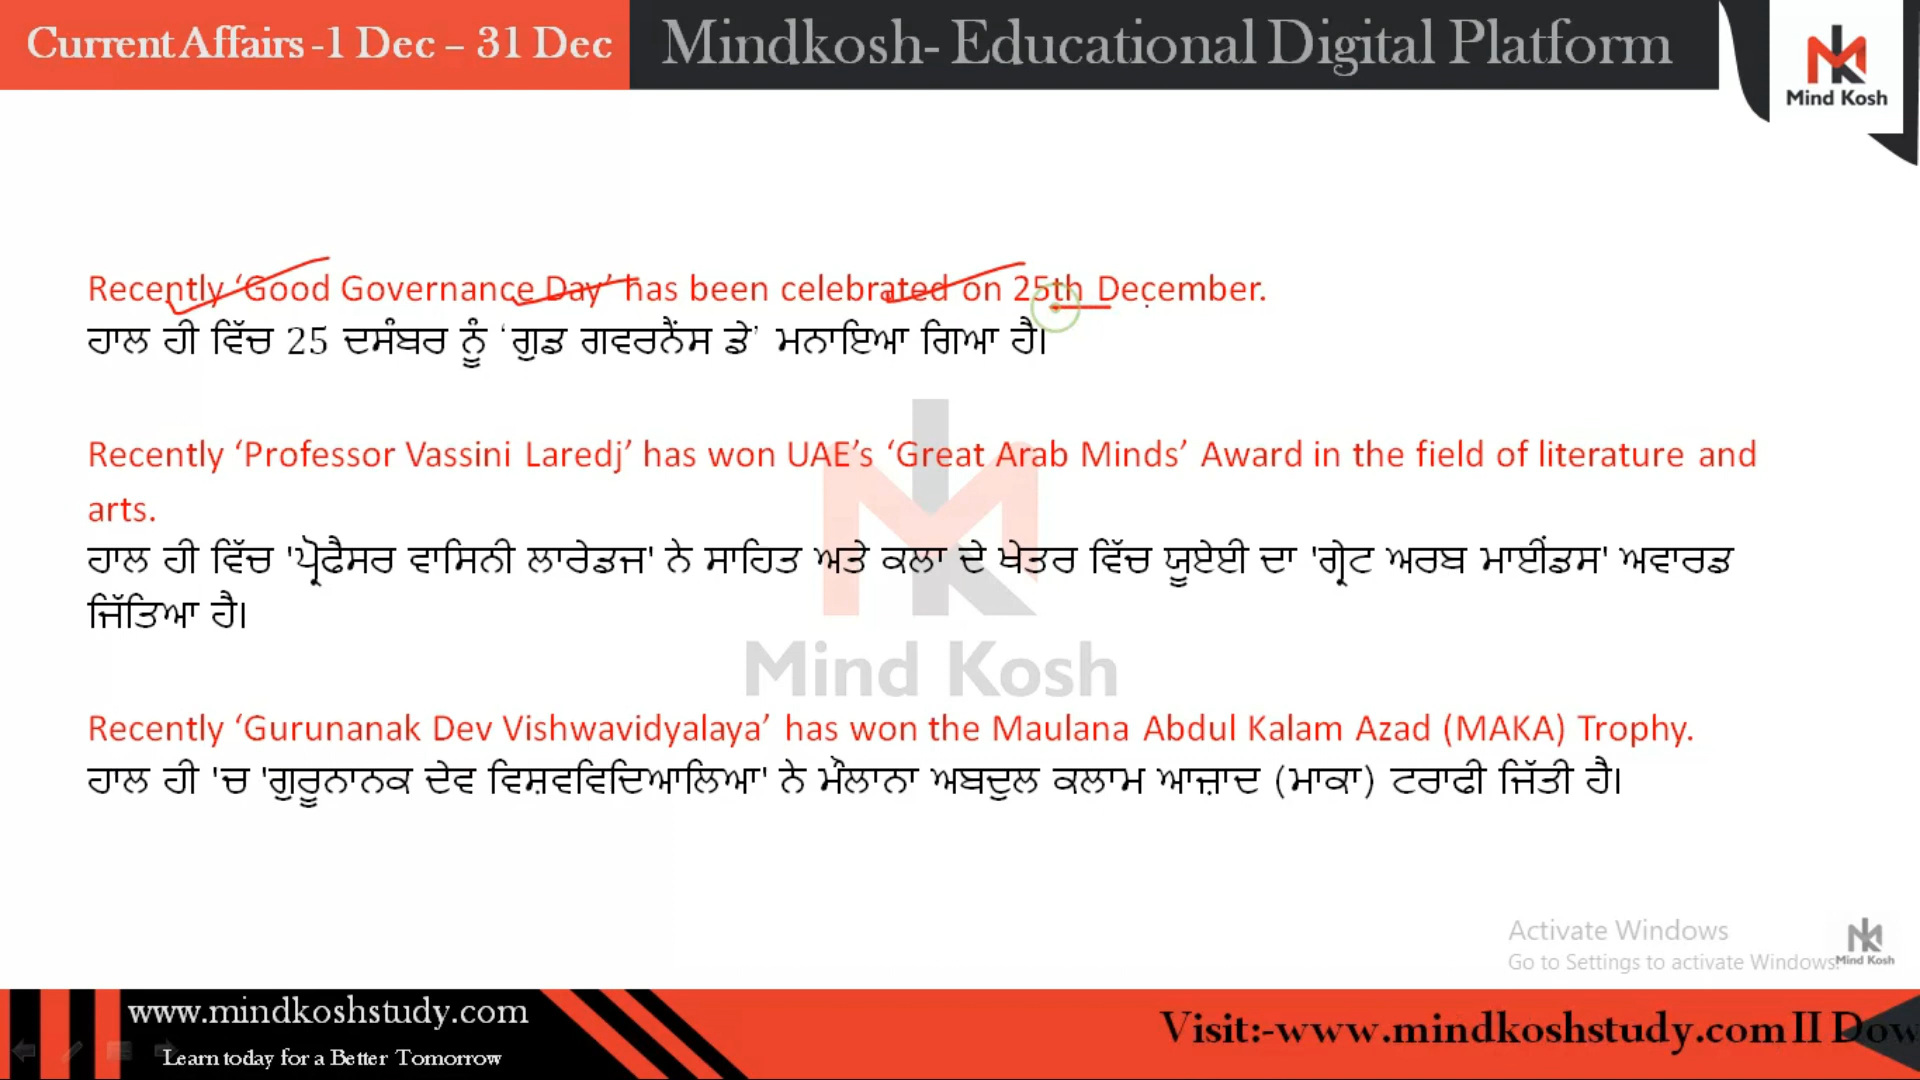 Current Affairs -1 Dec – 31 Dec
Mindkosh- Educational Digital Platform
Mind Kosh
Recently ‘Good Governance Day’ has been celebrated on 25th December.
ਹਾਲ ਹੀ ਵਿੱਚ 25 ਦਸੰਬਰ ਨੂੰ ‘ਗੁਡ ਗਵਰਨੈਂਸ ਡੇ’ ਮਨਾਇਆ ਗਿਆ ਹੈ।
Recently ‘Professor Vassini Laredj’ has won UAE’s ‘Great Arab Minds’ Award in the field of literature and
arts.
ਹਾਲ ਹੀ ਵਿੱਚ 'ਪ੍ਰੋਫੈਸਰ ਵਾਸਿਨੀ ਲਾਰੇਡਜ' ਨੇ ਸਾਹਿਤ ਅਤੇ ਕਲਾ ਦੇ ਖੇਤਰ ਵਿੱਚ ਯੂਏਈ ਦਾ 'ਗ੍ਰੇਟ ਅਰਬ ਮਾਈਂਡਸ' ਅਵਾਰਡ
ਜਿੱਤਿਆ ਹੈ।
Mind Kosh
Recently ‘Gurunanak Dev Vishwavidyalaya’ has won the Maulana Abdul Kalam Azad (MAKA) Trophy.
ਹਾਲ ਹੀ 'ਚ 'ਗੁਰੂਨਾਨਕ ਦੇਵ ਵਿਸ਼ਵਵਿਦਿਆਲਿਆ' ਨੇ ਮੌਲਾਨਾ ਅਬਦੁਲ ਕਲਾਮ ਆਜ਼ਾਦ (ਮਾਕਾ) ਟਰਾਫੀ ਜਿੱਤੀ ਹੈ।
Activate Windows
Go to Settings to activate Windows.
Mind Kosh
www.mindkoshstudy.com
Learn today for a Better Tomorrow
Visit:-www.mindkoshstudy.com II Dow